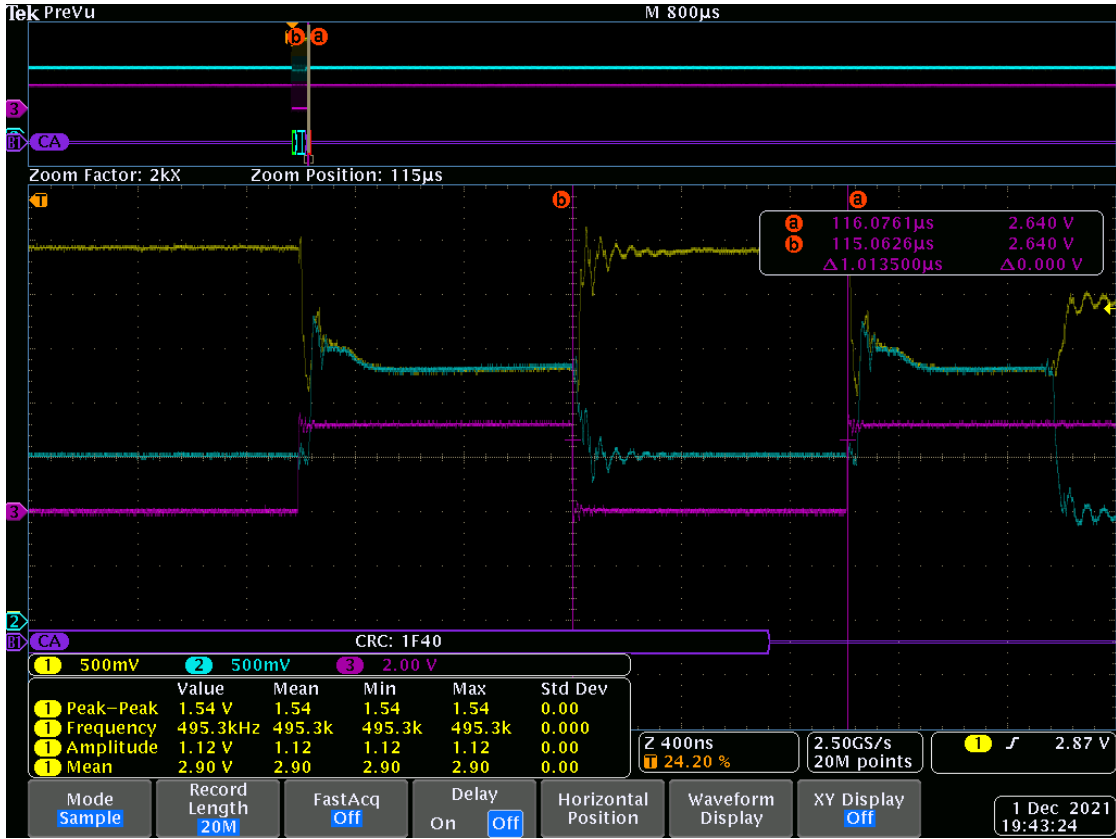 Tek PreVu M 800µs
b a
3
B1 CA
Zoom Factor: 2kX Zoom Position: 115µs
T b a
a 116.0761µs 2.640 V
b 115.0626µs 2.640 V
Δ1.013500µs Δ0.000 V
3
2
B1 CA CRC: 1F40
1 500mV 2 500mV 3 2.00 V
Value Mean Min Max Std Dev
1 Peak−Peak 1.54 V 1.54 1.54 1.54 0.00
1 Frequency 495.3kHz 495.3k 495.3k 495.3k 0.000
1 Amplitude 1.12 V 1.12 1.12 1.12 0.00
1 Mean 2.90 V 2.90 2.90 2.90 0.00
Z 400ns
T 24.20 %
2.50GS/s
20M points
1 2.87 V
Mode
Sample
Record
Length
20M
FastAcq
Off
Delay
On Off
Horizontal
Position
Waveform
Display
XY Display
Off
1 Dec 2021
19:43:24